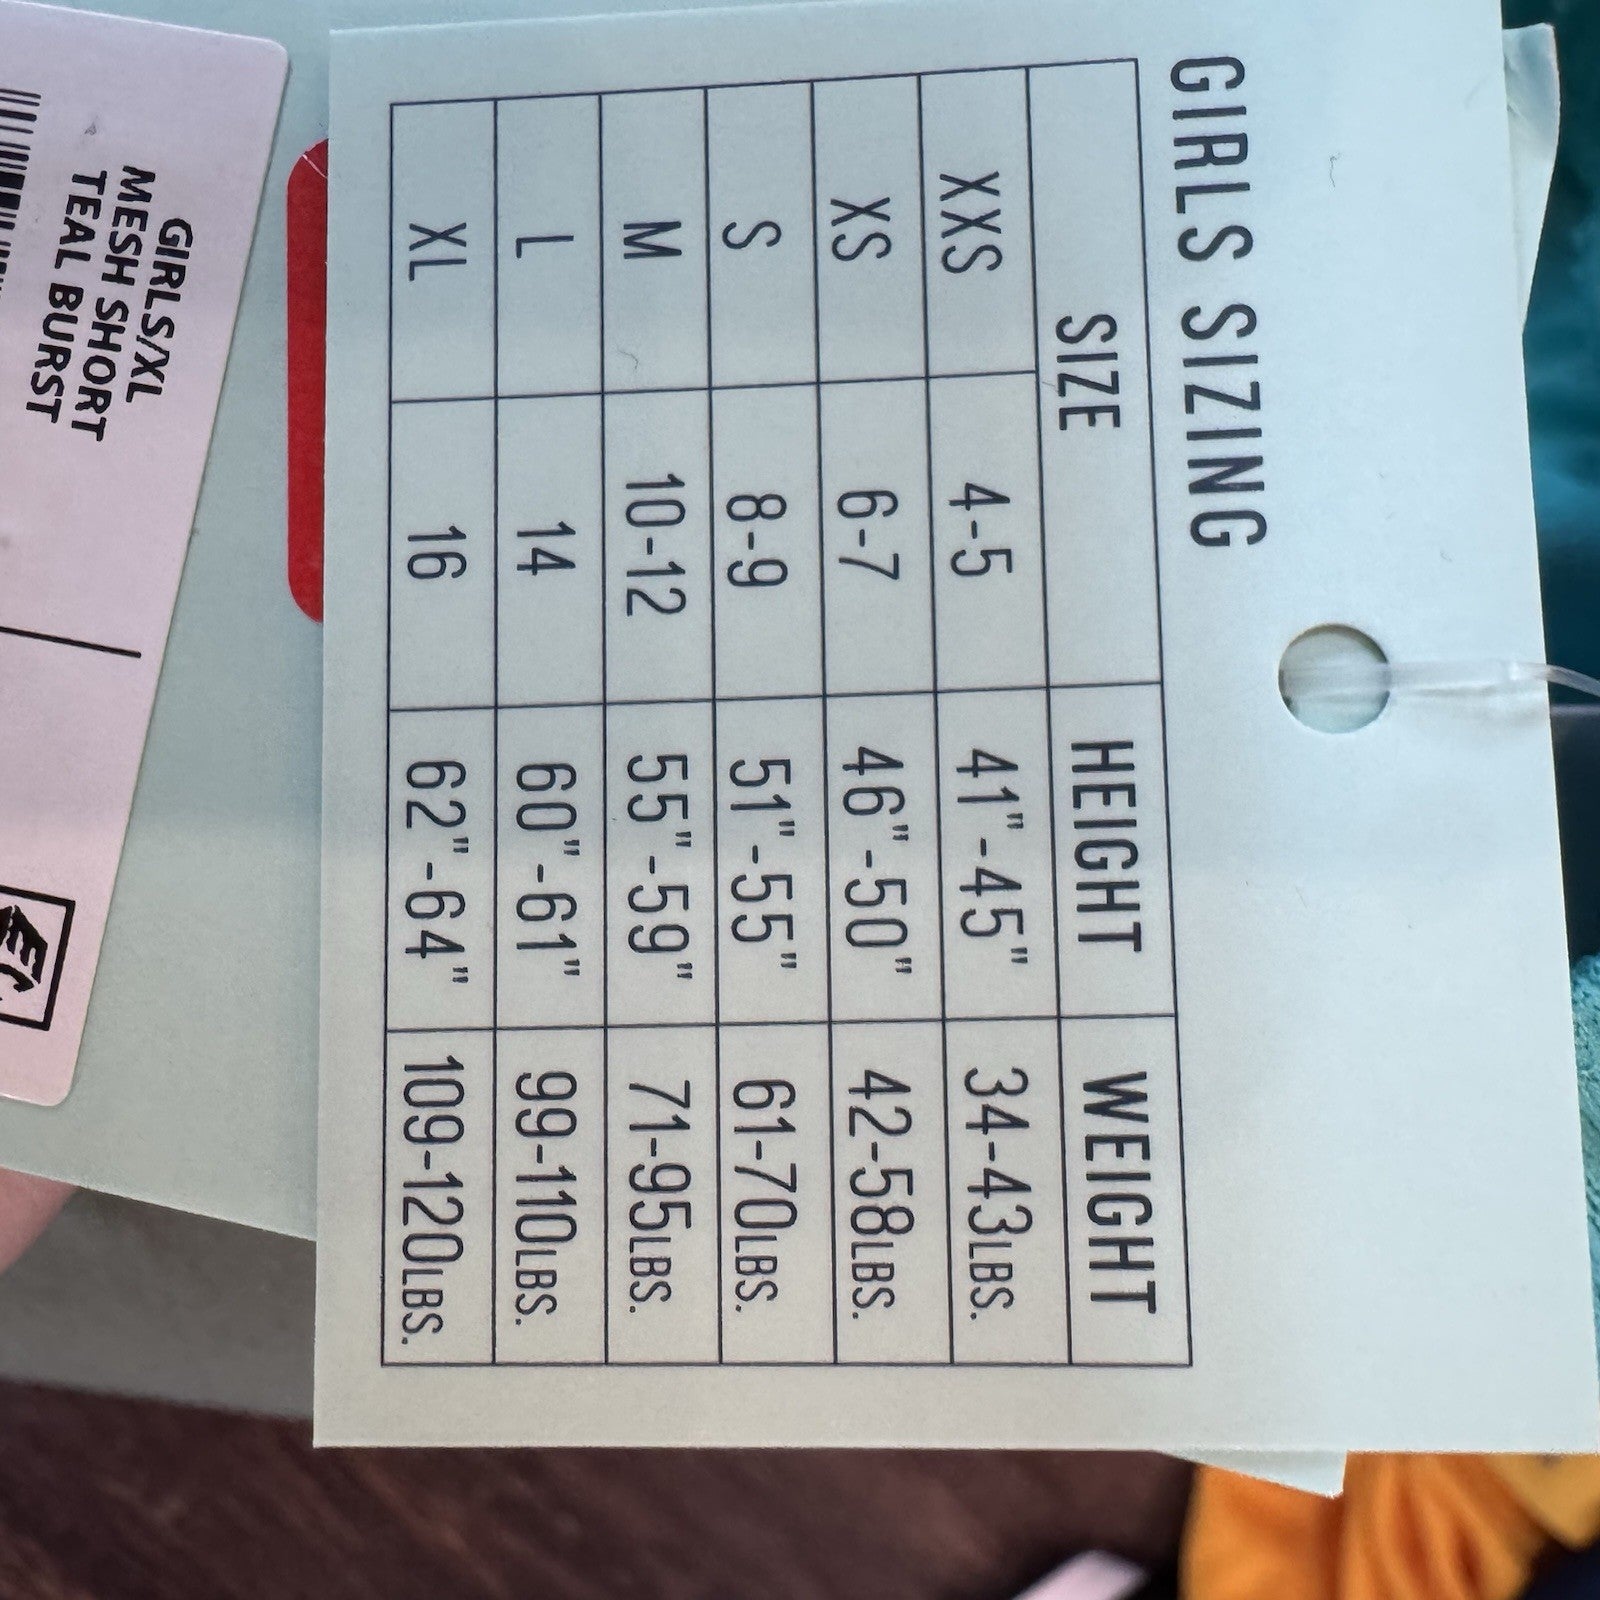 GIRLS SIZING
SIZE HEIGHT WEIGHT
XXS 4-5 41"-45" 34-43LBS.
XS 6-7 46"-50" 42-58LBS.
S 8-9 51"-55" 61-70LBS.
M 10-12 55"-59" 71-95LBS.
L 14 60"-61" 99-110LBS.
XL 16 62"-64" 109-120LBS.
GIRLS/XL
MESH SHORT
TEAL BURST